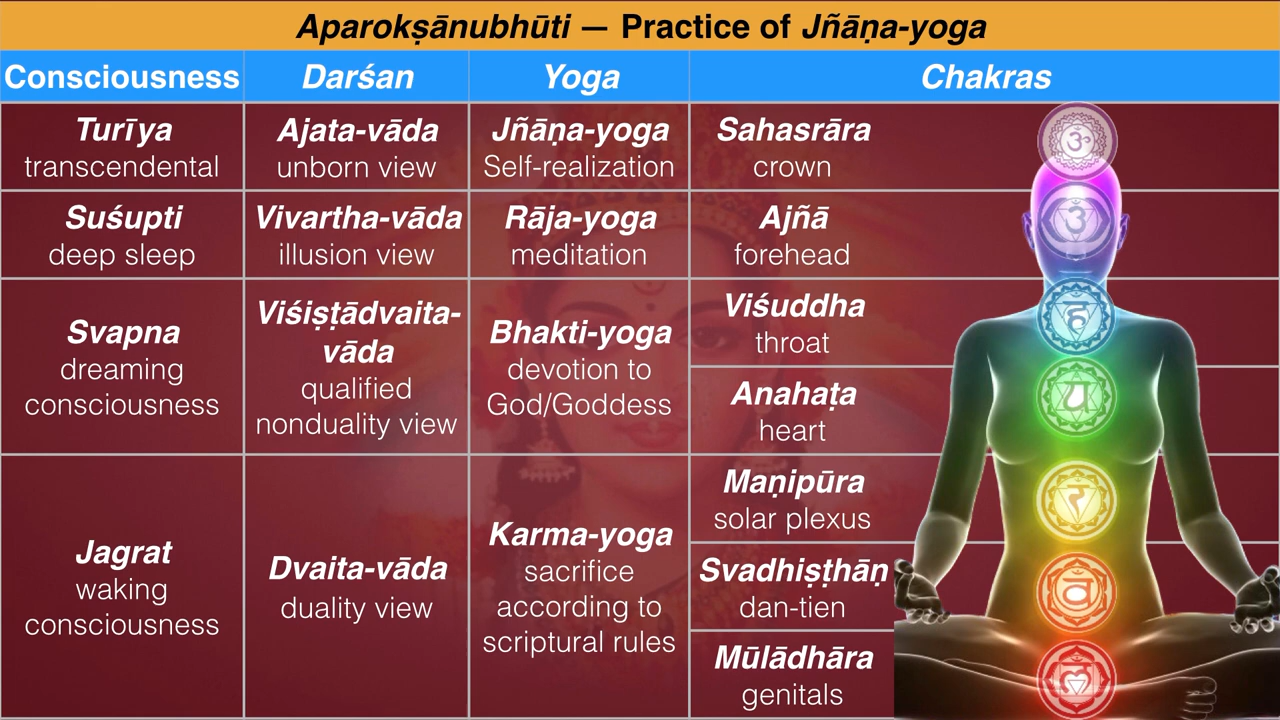 Aparokṣānubhūti — Practice of Jñāṇa-yoga
Consciousness
Darśan
Yoga
Chakras
Turīya
transcendental
Ajata-vāda
unborn view
Jñāṇa-yoga
Self-realization
Sahasrāra
crown
Suśupti
deep sleep
Vivartha-vāda
illusion view
Rāja-yoga
meditation
Ajñā
forehead
Svapna
dreaming
consciousness
Viśiṣṭādvaita-
vāda
qualified
nonduality view
Bhakti-yoga
devotion to
God/Goddess
Viśuddha
throat
Anahaṭa
heart
Jagrat
waking
consciousness
Dvaita-vāda
duality view
Karma-yoga
sacrifice
according to
scriptural rules
Maṇipūra
solar plexus
Svadhiṣṭhāṇ
dan-tien
Mūlādhāra
genitals
ॐ
हं
रं
वं